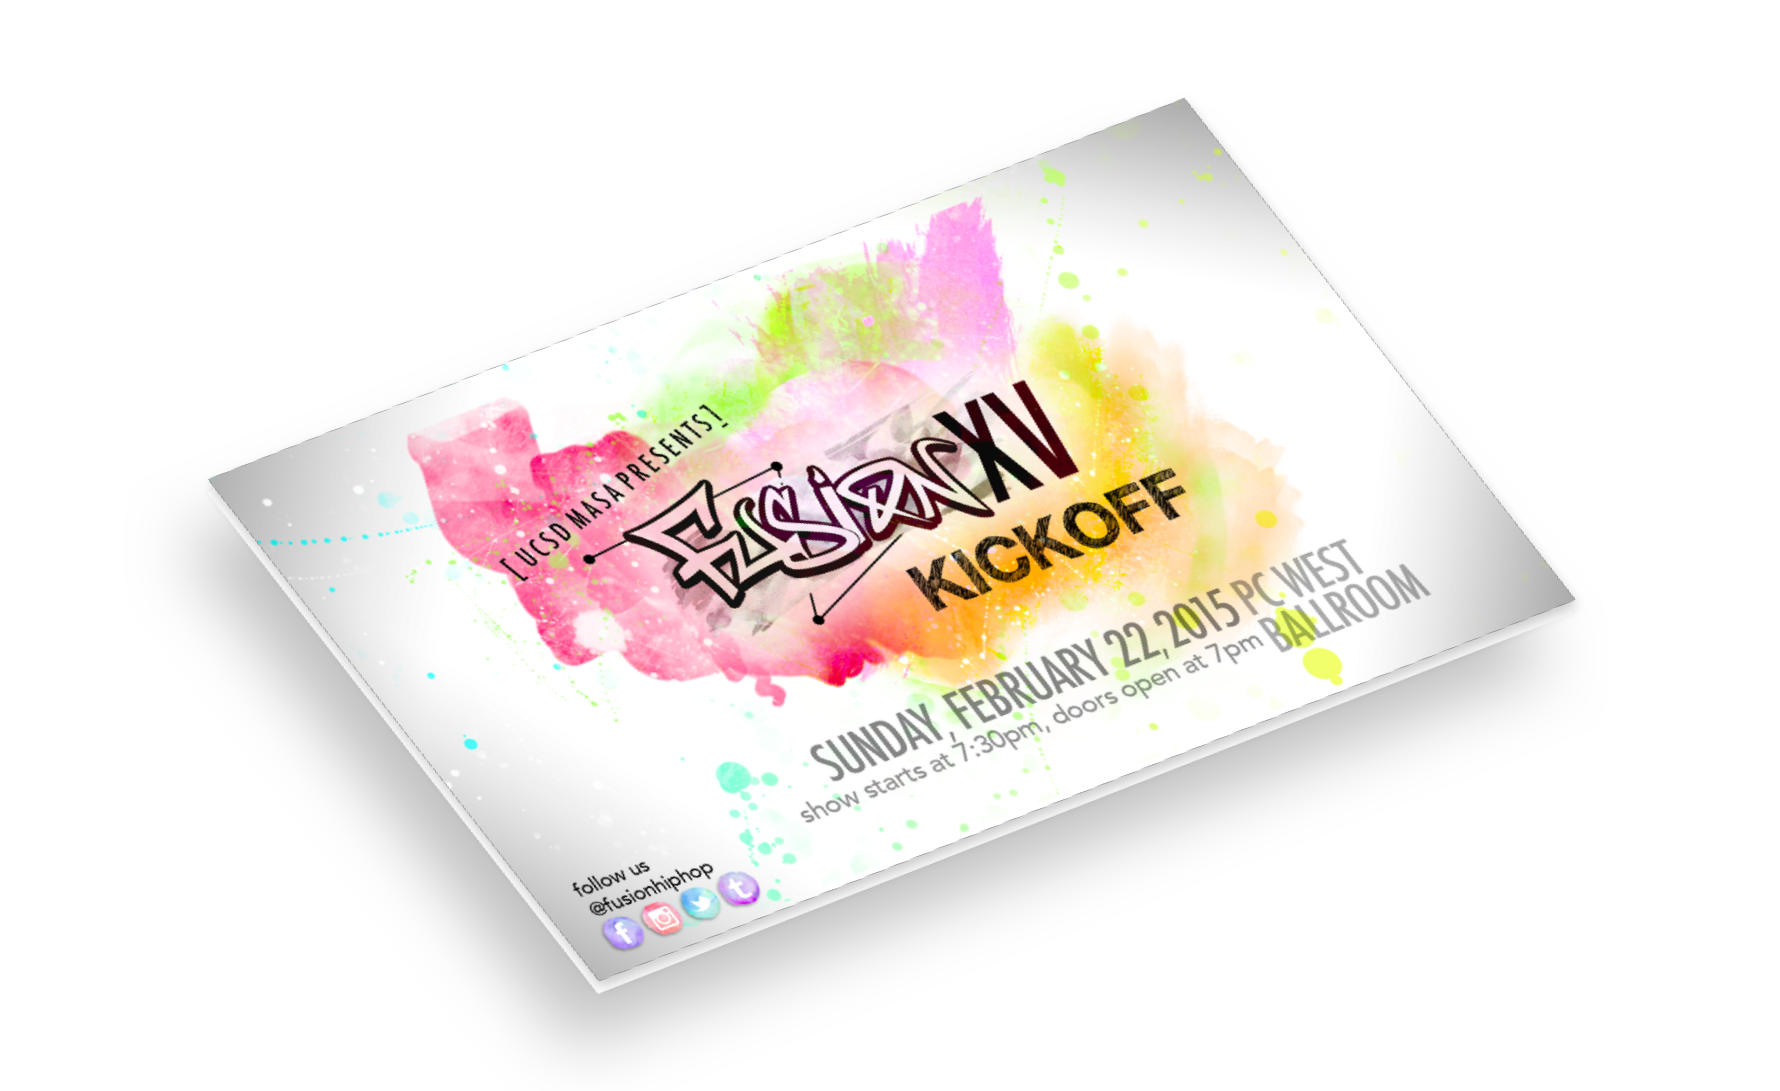 [UCSD MASA PRESENTS]
Fusion XV
KICKOFF
SUNDAY, FEBRUARY 22, 2015 PC WEST
show starts at 7:30pm, doors open at 7pm BALLROOM
follow us
@fusionhiphop